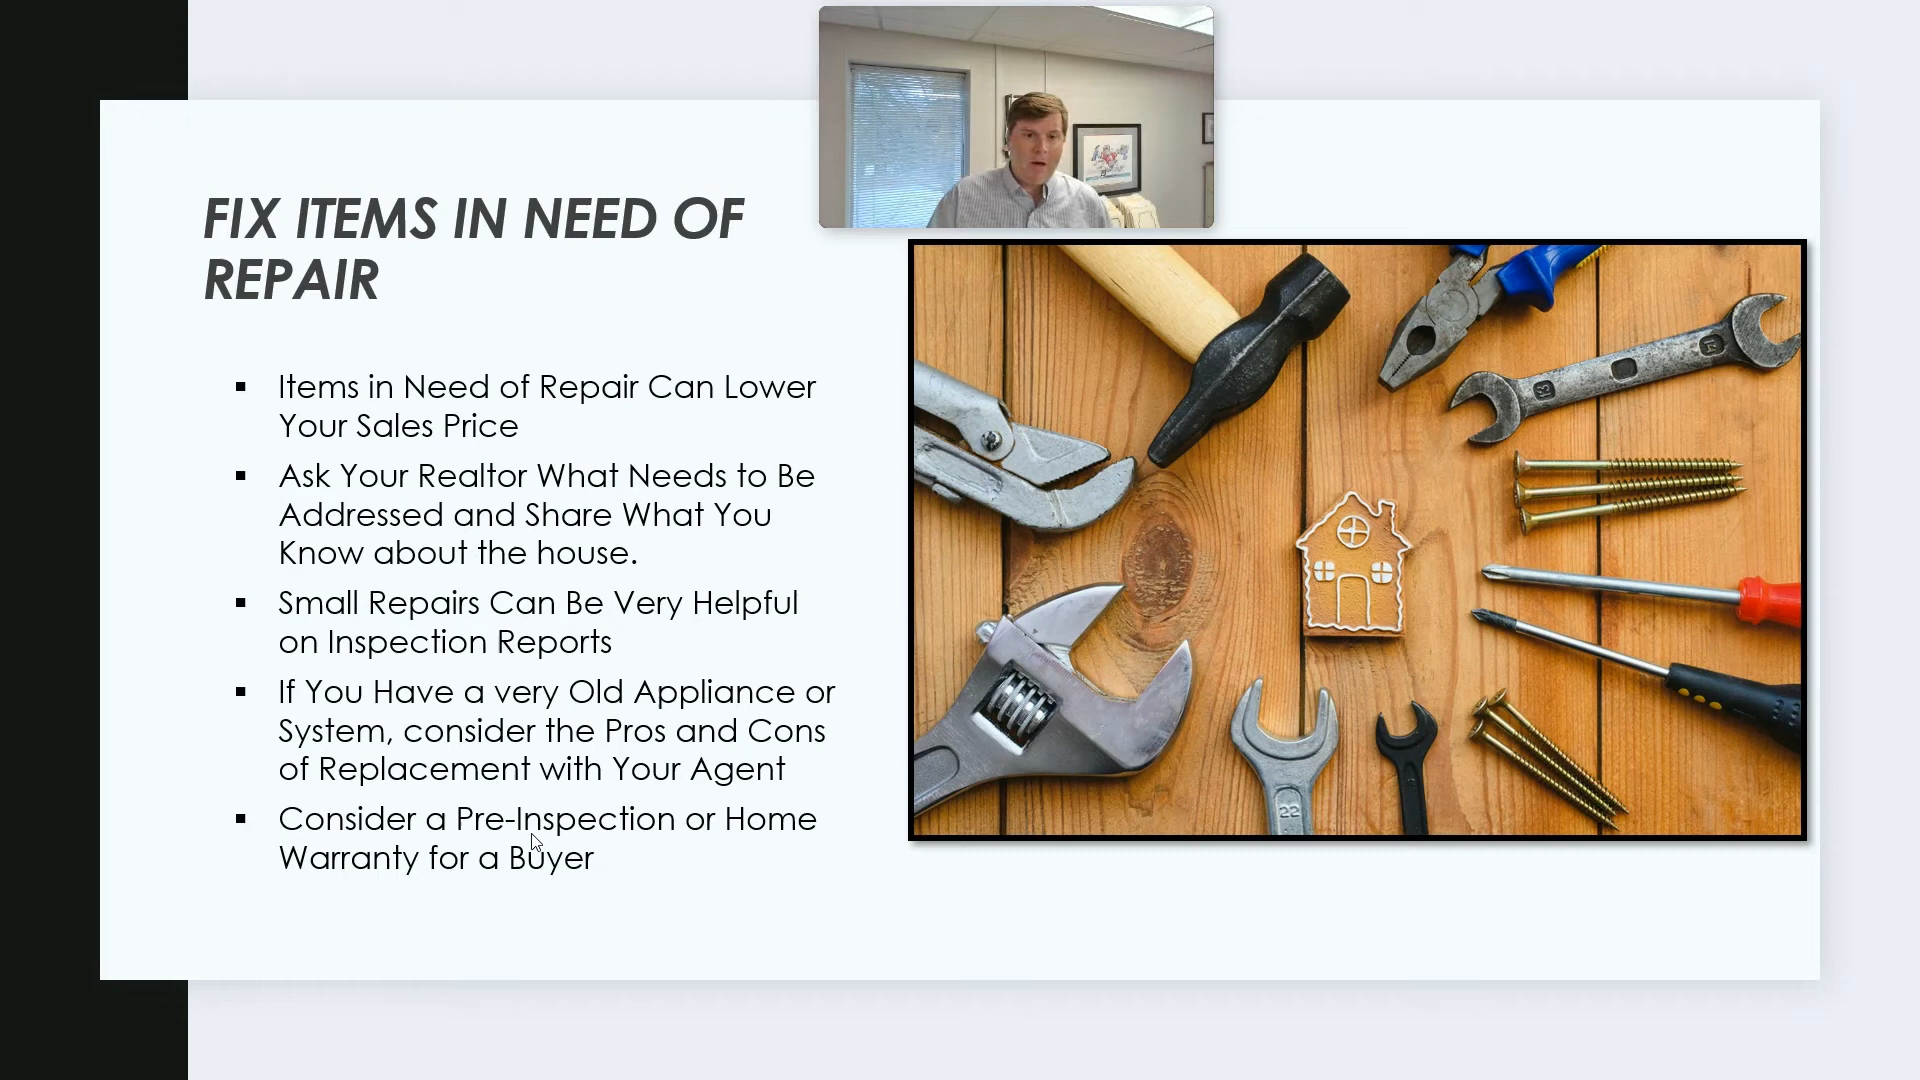 FIX ITEMS IN NEED OF
REPAIR
▪ Items in Need of Repair Can Lower
Your Sales Price
▪ Ask Your Realtor What Needs to Be
Addressed and Share What You
Know about the house.
▪ Small Repairs Can Be Very Helpful
on Inspection Reports
▪ If You Have a very Old Appliance or
System, consider the Pros and Cons
of Replacement with Your Agent
▪ Consider a Pre-Inspection or Home
Warranty for a Buyer
13
17
22